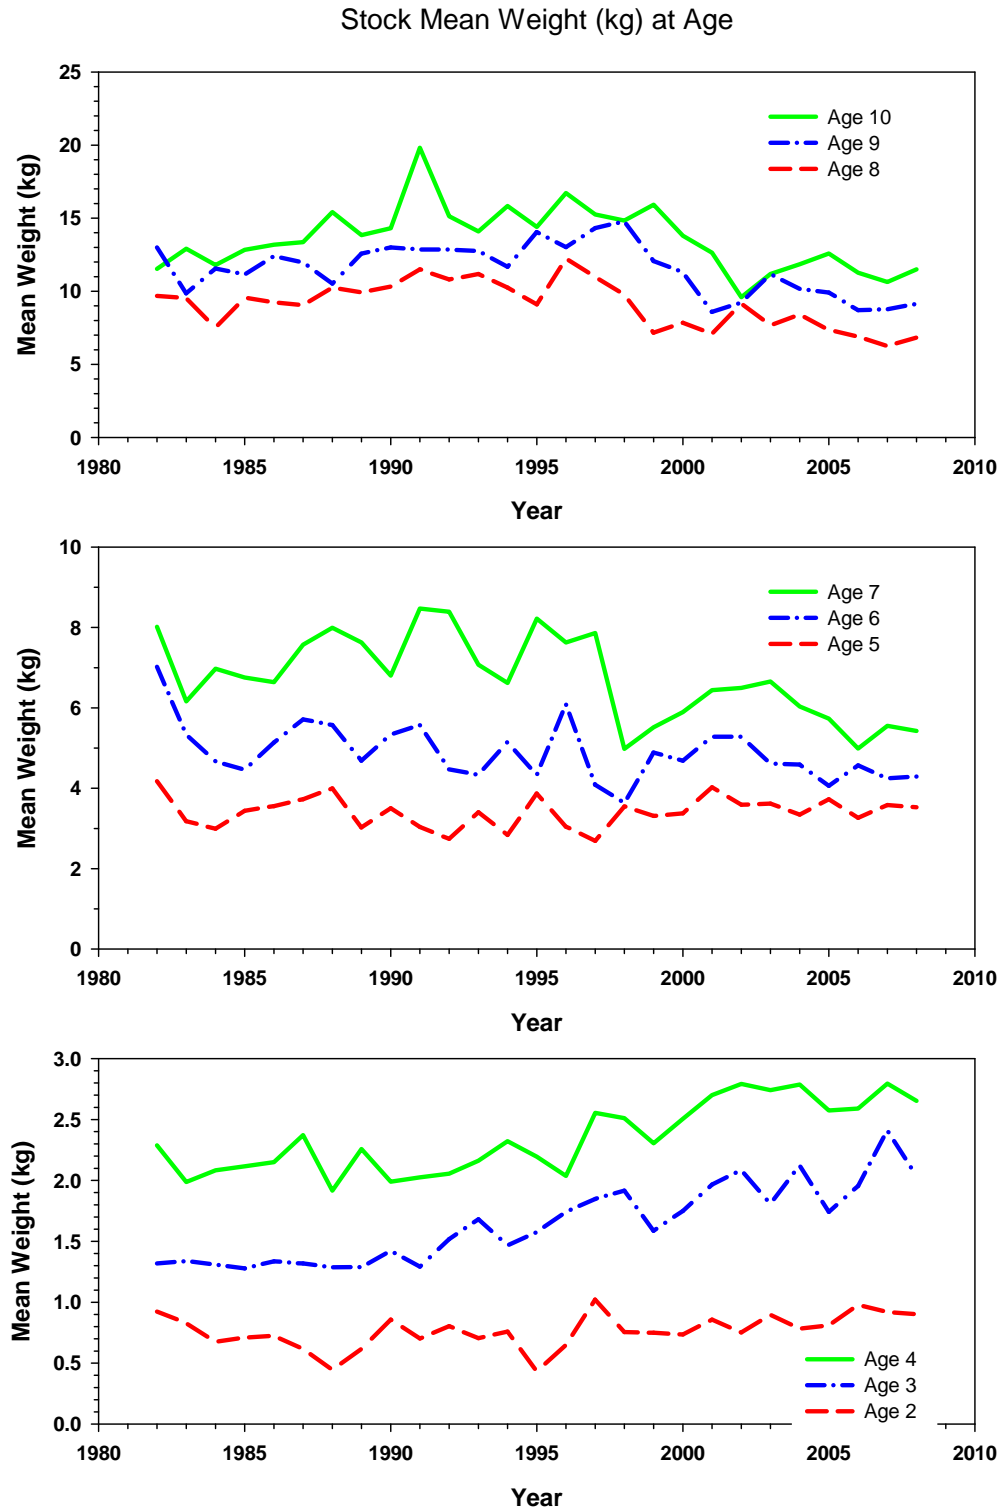 Stock Mean Weight (kg) at Age
25
20
15
10
5
0
Mean Weight (kg)
Age 10
Age 9
Age 8
1980 1985 1990 1995 2000 2005 2010
Year
10
8
6
4
2
0
Mean Weight (kg)
Age 7
Age 6
Age 5
1980 1985 1990 1995 2000 2005 2010
Year
3.0
2.5
2.0
1.5
1.0
0.5
0.0
Mean Weight (kg)
Age 4
Age 3
Age 2
1980 1985 1990 1995 2000 2005 2010
Year